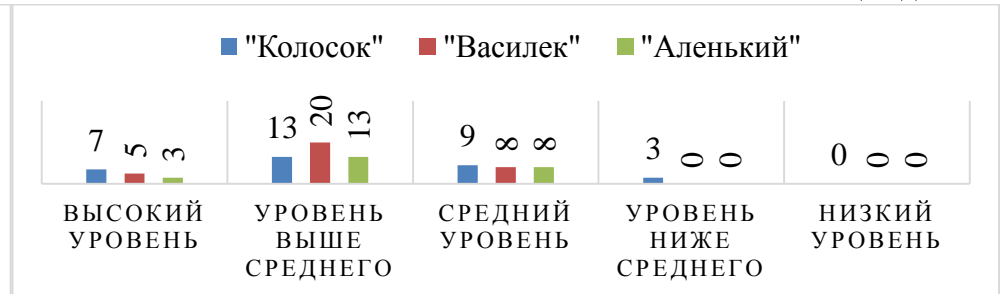 "Колосок" "Василек" "Аленький"
7 5 3 13 20 13 9 8 8 3 0 0 0 0 0
ВЫСОКИЙ УРОВЕНЬ СРЕДНИЙ УРОВЕНЬ НИЗКИЙ
УРОВЕНЬ ВЫШЕ УРОВЕНЬ НИЖЕ УРОВЕНЬ
СРЕДНЕГО СРЕДНЕГО